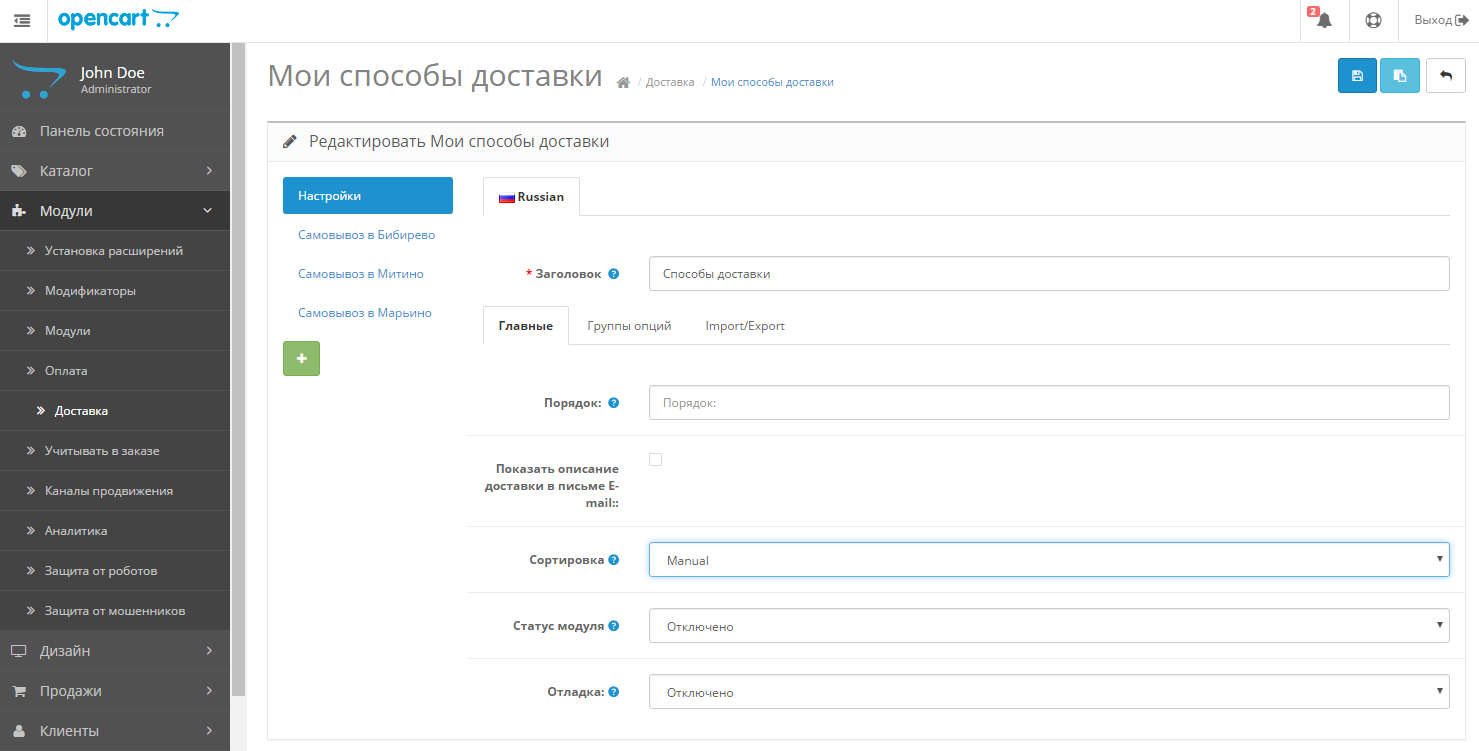 opencart
2
Выход
John Doe
Administrator
Панель состояния
Каталог
Модули
Установка расширений
Модификаторы
Модули
Оплата
Доставка
Учитывать в заказе
Каналы продвижения
Аналитика
Защита от роботов
Защита от мошенников
Дизайн
Продажи
Клиенты
Мои способы доставки
/ Доставка / Мои способы доставки
Редактировать Мои способы доставки
Настройки
Самовывоз в Бибирево
Самовывоз в Митино
Самовывоз в Марьино
Russian
* Заголовок
Способы доставки
Главные
Группы опций
Import/Export
Порядок:
Порядок:
Показать описание
доставки в письме E-
mail::
Сортировка
Manual
Статус модуля
Отключено
Отладка:
Отключено